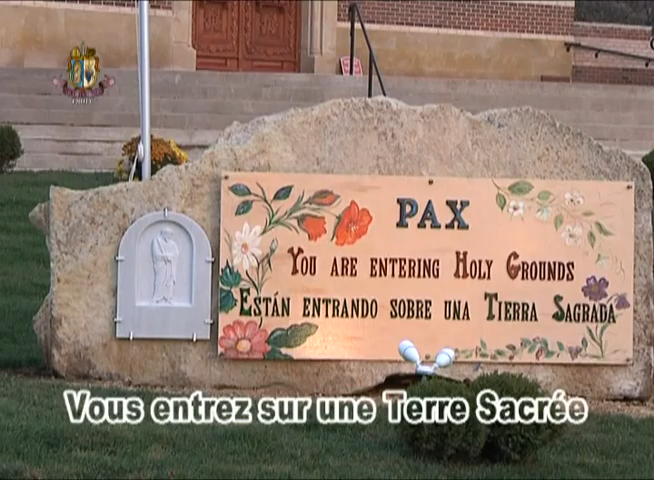 PAX
YOU ARE ENTERING HOLY GROUNDS
ESTÁN ENTRANDO SOBRE UNA TIERRA SAGRADA
Vous entrez sur une Terre Sacrée